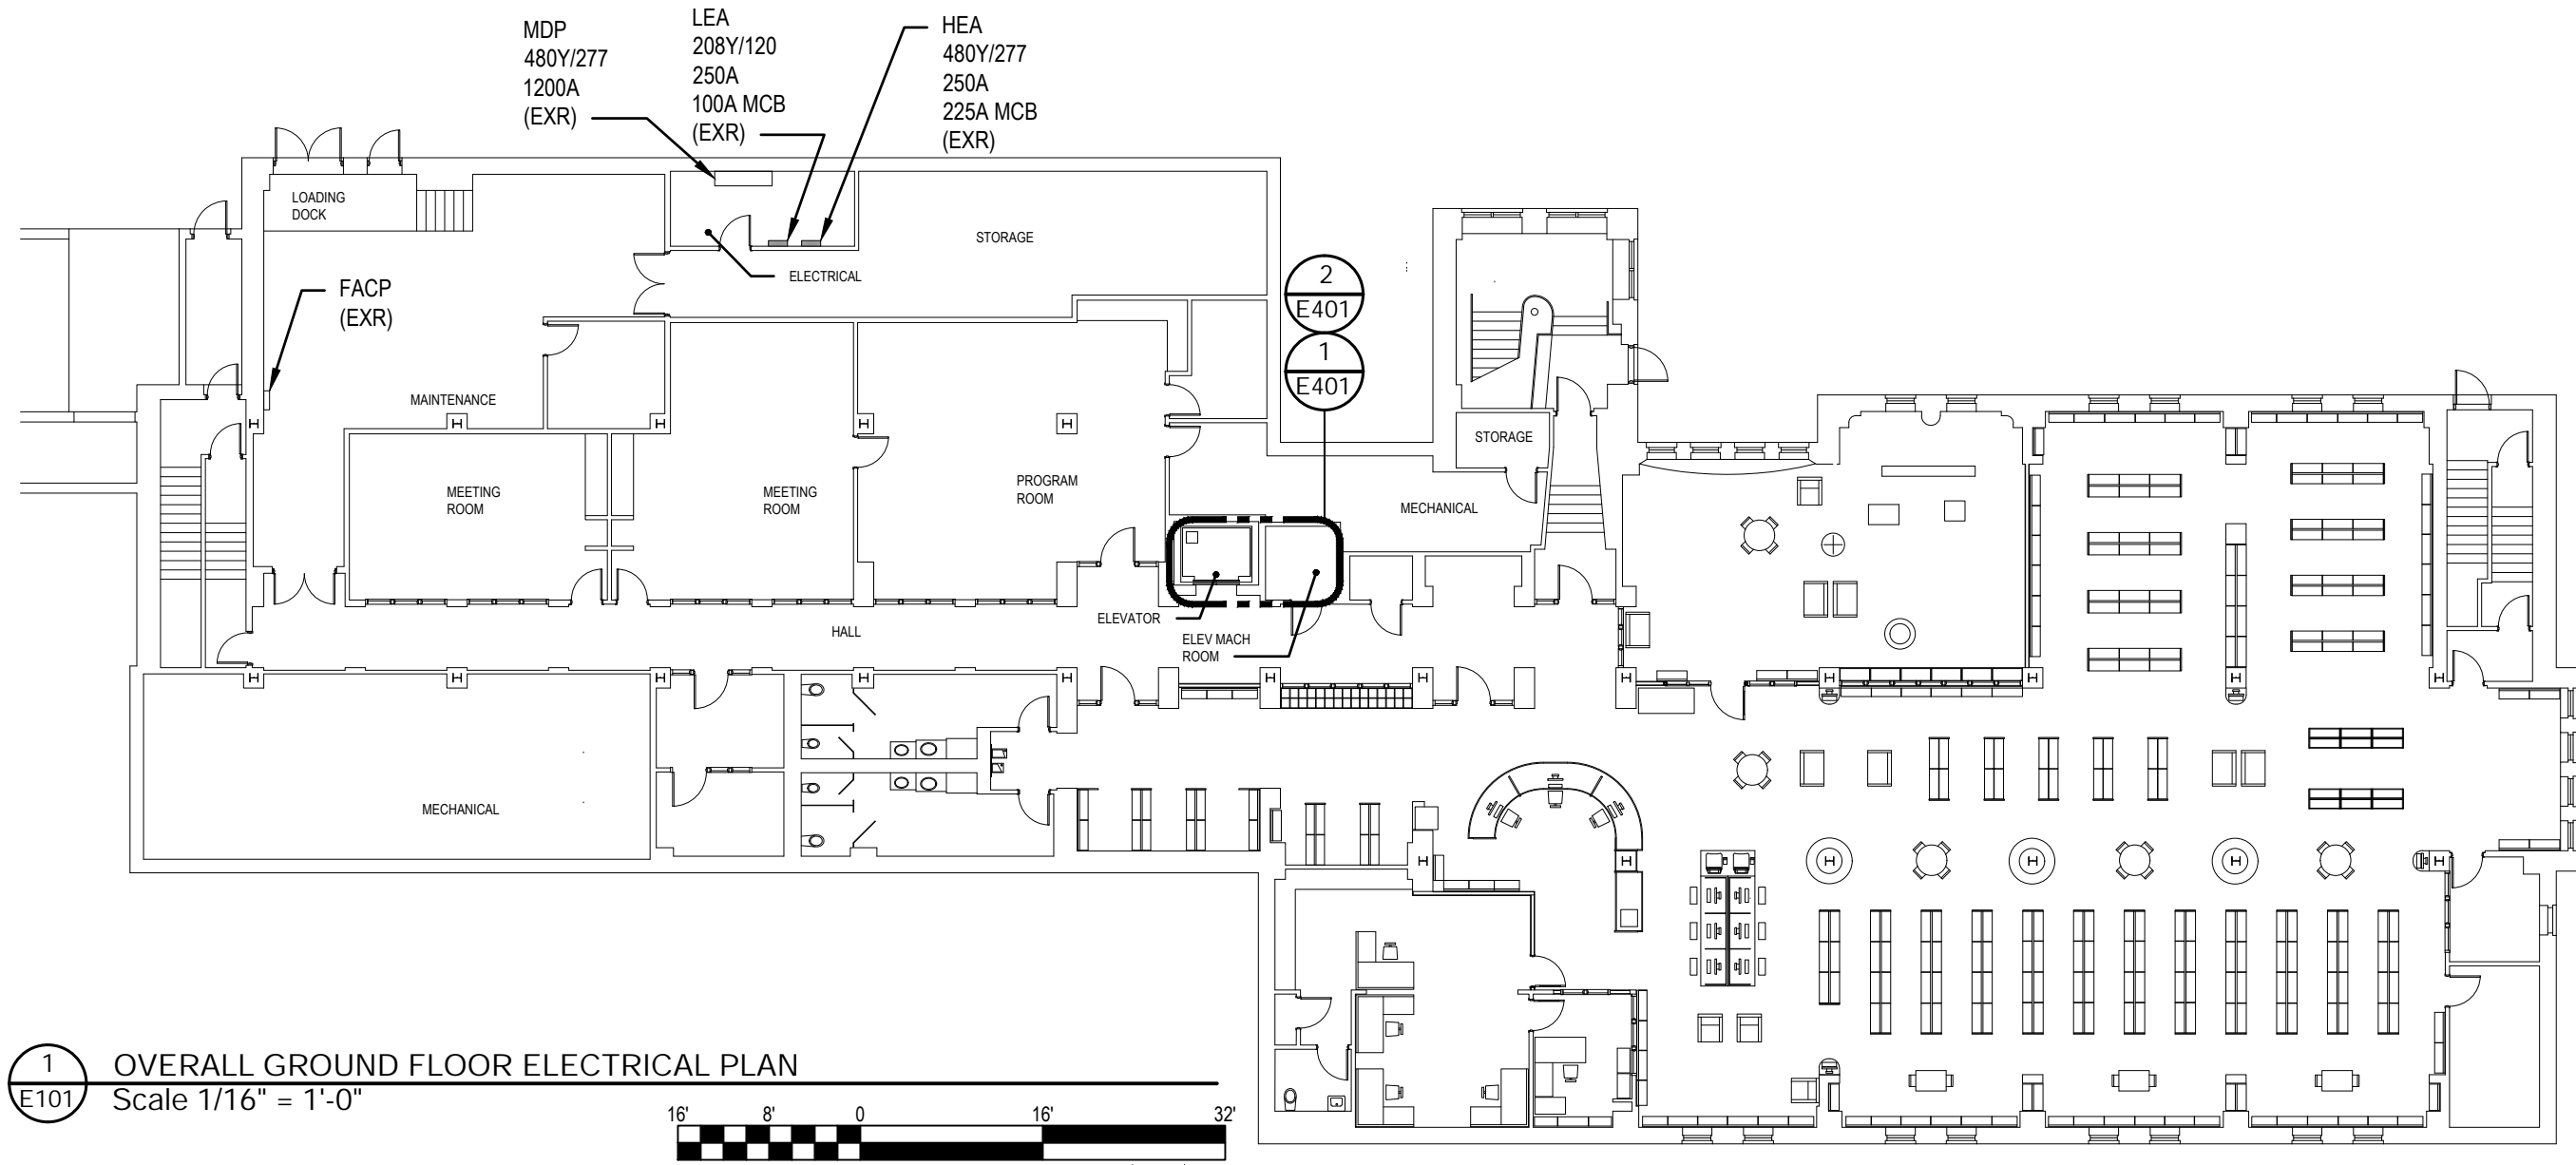 MDP
480Y/277
1200A
(EXR)
LEA
208Y/120
250A
100A MCB
(EXR)
HEA
480Y/277
250A
225A MCB
(EXR)
LOADING
DOCK
STORAGE
ELECTRICAL
FACP
(EXR)
2
E401
1
E401
MAINTENANCE
STORAGE
MEETING
ROOM
MEETING
ROOM
PROGRAM
ROOM
MECHANICAL
ELEVATOR
HALL
ELEV MACH
ROOM
MECHANICAL
1
E101
OVERALL GROUND FLOOR ELECTRICAL PLAN
Scale 1/16" = 1'-0"
16' 8' 0 16' 32'